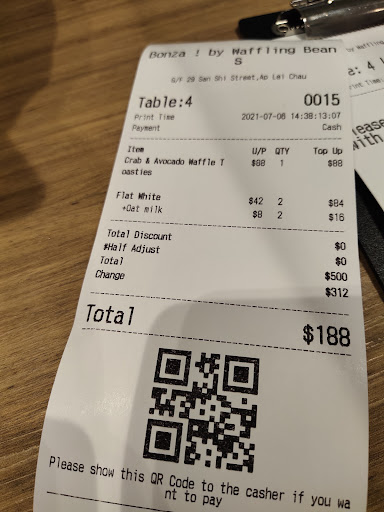 Bonza ! by Waffling Bean
s
G/F 29 San Shi Street,Ap Lei Chau
Table:4 0015
Print Time 2021-07-06 14:38:13:07
Payment Cash
Item U/P QTY Top Up
Crab & Avocado Waffle T $88 1 $88
oasties
Flat White $42 2 $84
+Oat milk $8 2 $16
Total Discount $0
#Half Adjust $0
Total $500
Change $312
Total $188
Please show this QR Code to the casher if you wa
nt to pay